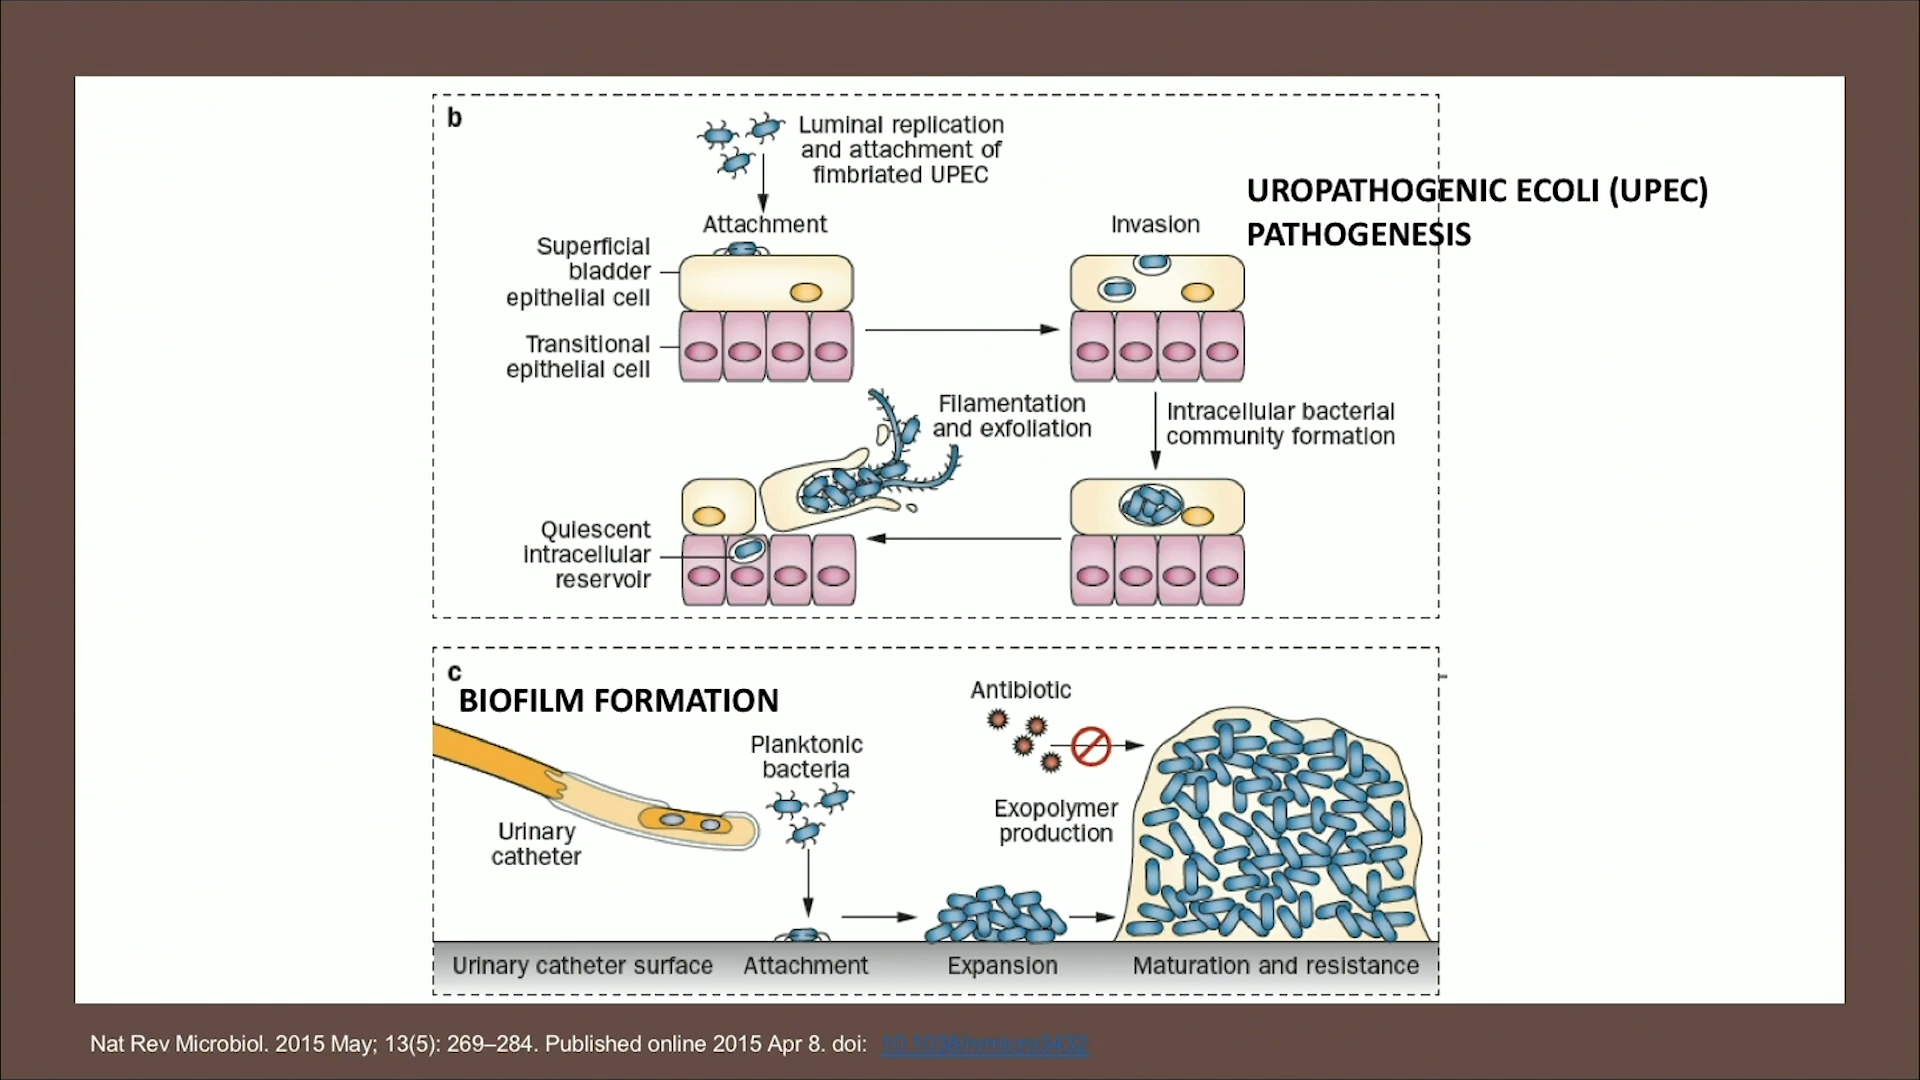 b
Luminal replication
and attachment of
fimbriated UPEC
UROPATHOGENIC ECOLI (UPEC)
PATHOGENESIS
Attachment
Invasion
Superficial
bladder
epithelial cell
Transitional
epithelial cell
Filamentation
and exfoliation
Intracellular bacterial
community formation
Quiescent
intracellular
reservoir
c
BIOFILM FORMATION
Antibiotic
Planktonic
bacteria
Exopolymer
production
Urinary
catheter
Urinary catheter surface
Attachment
Expansion
Maturation and resistance
Nat Rev Microbiol. 2015 May; 13(5): 269–284. Published online 2015 Apr 8. doi: 10.1038/nrmicro3432